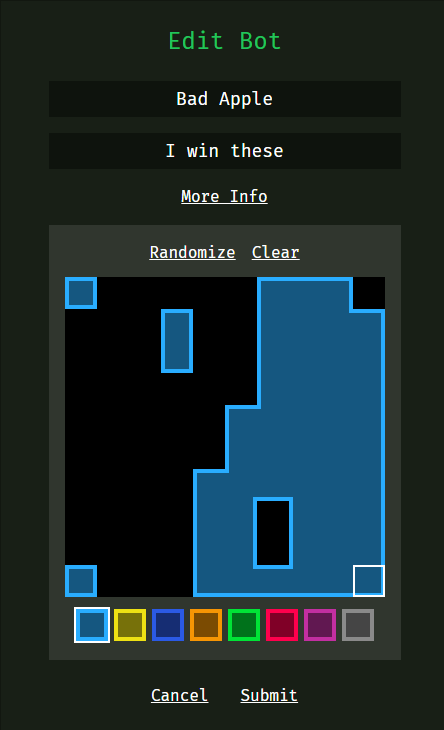 Edit Bot
Bad Apple
I win these
More Info
Randomize Clear
Cancel Submit